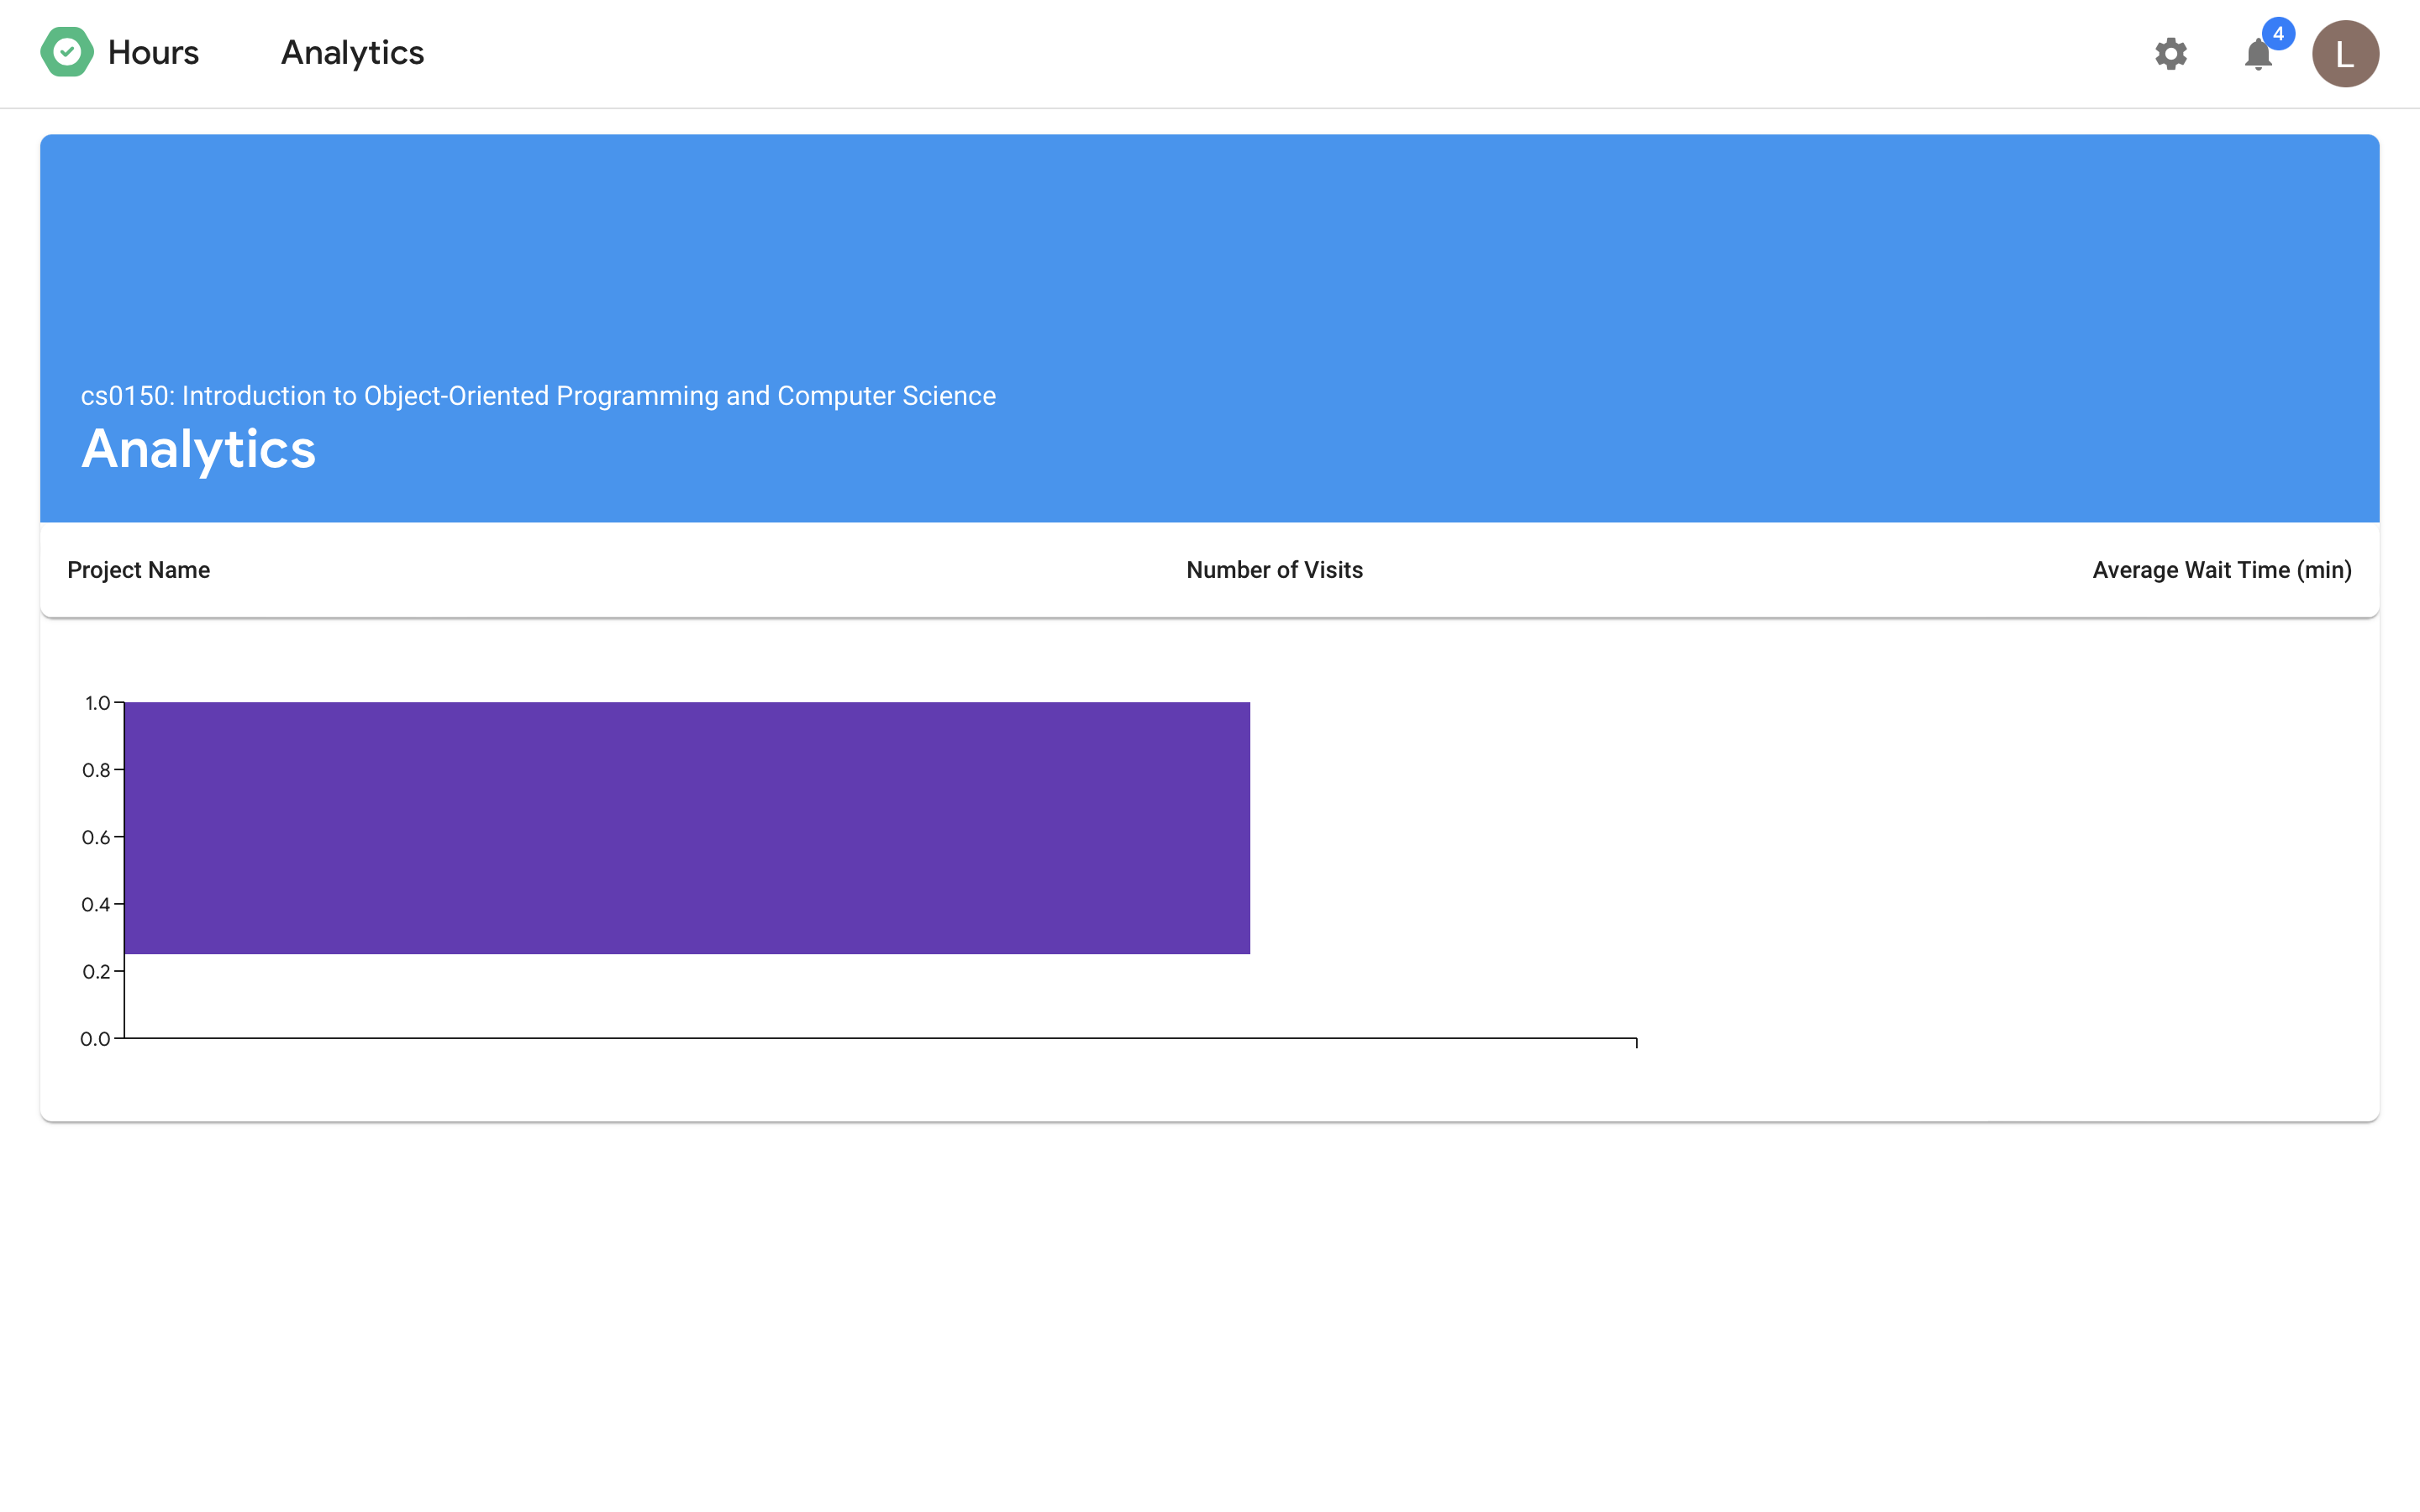 Hours Analytics 4 L
cs0150: Introduction to Object-Oriented Programming and Computer Science
Analytics
Project Name Number of Visits Average Wait Time (min)
1.0
0.8
0.6
0.4
0.2
0.0